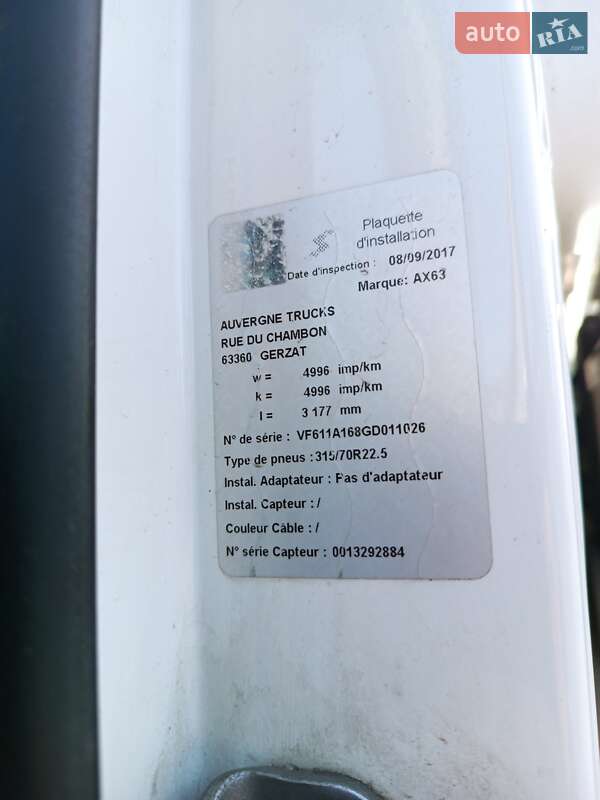 auto RIA .com
Plaquette
d'installation
Date d'inspection : 08/09/2017
Marque: AX63
AUVERGNE TRUCKS
RUE DU CHAMBON
63360 GERZAT
w = 4996 imp/km
k = 4996 imp/km
l = 3 177 mm
N° de série : VF611A168GD011026
Type de pneus : 315/70R22.5
Instal. Adaptateur : Pas d'adaptateur
Instal. Capteur : /
Couleur Câble : /
N° série Capteur : 0013292884